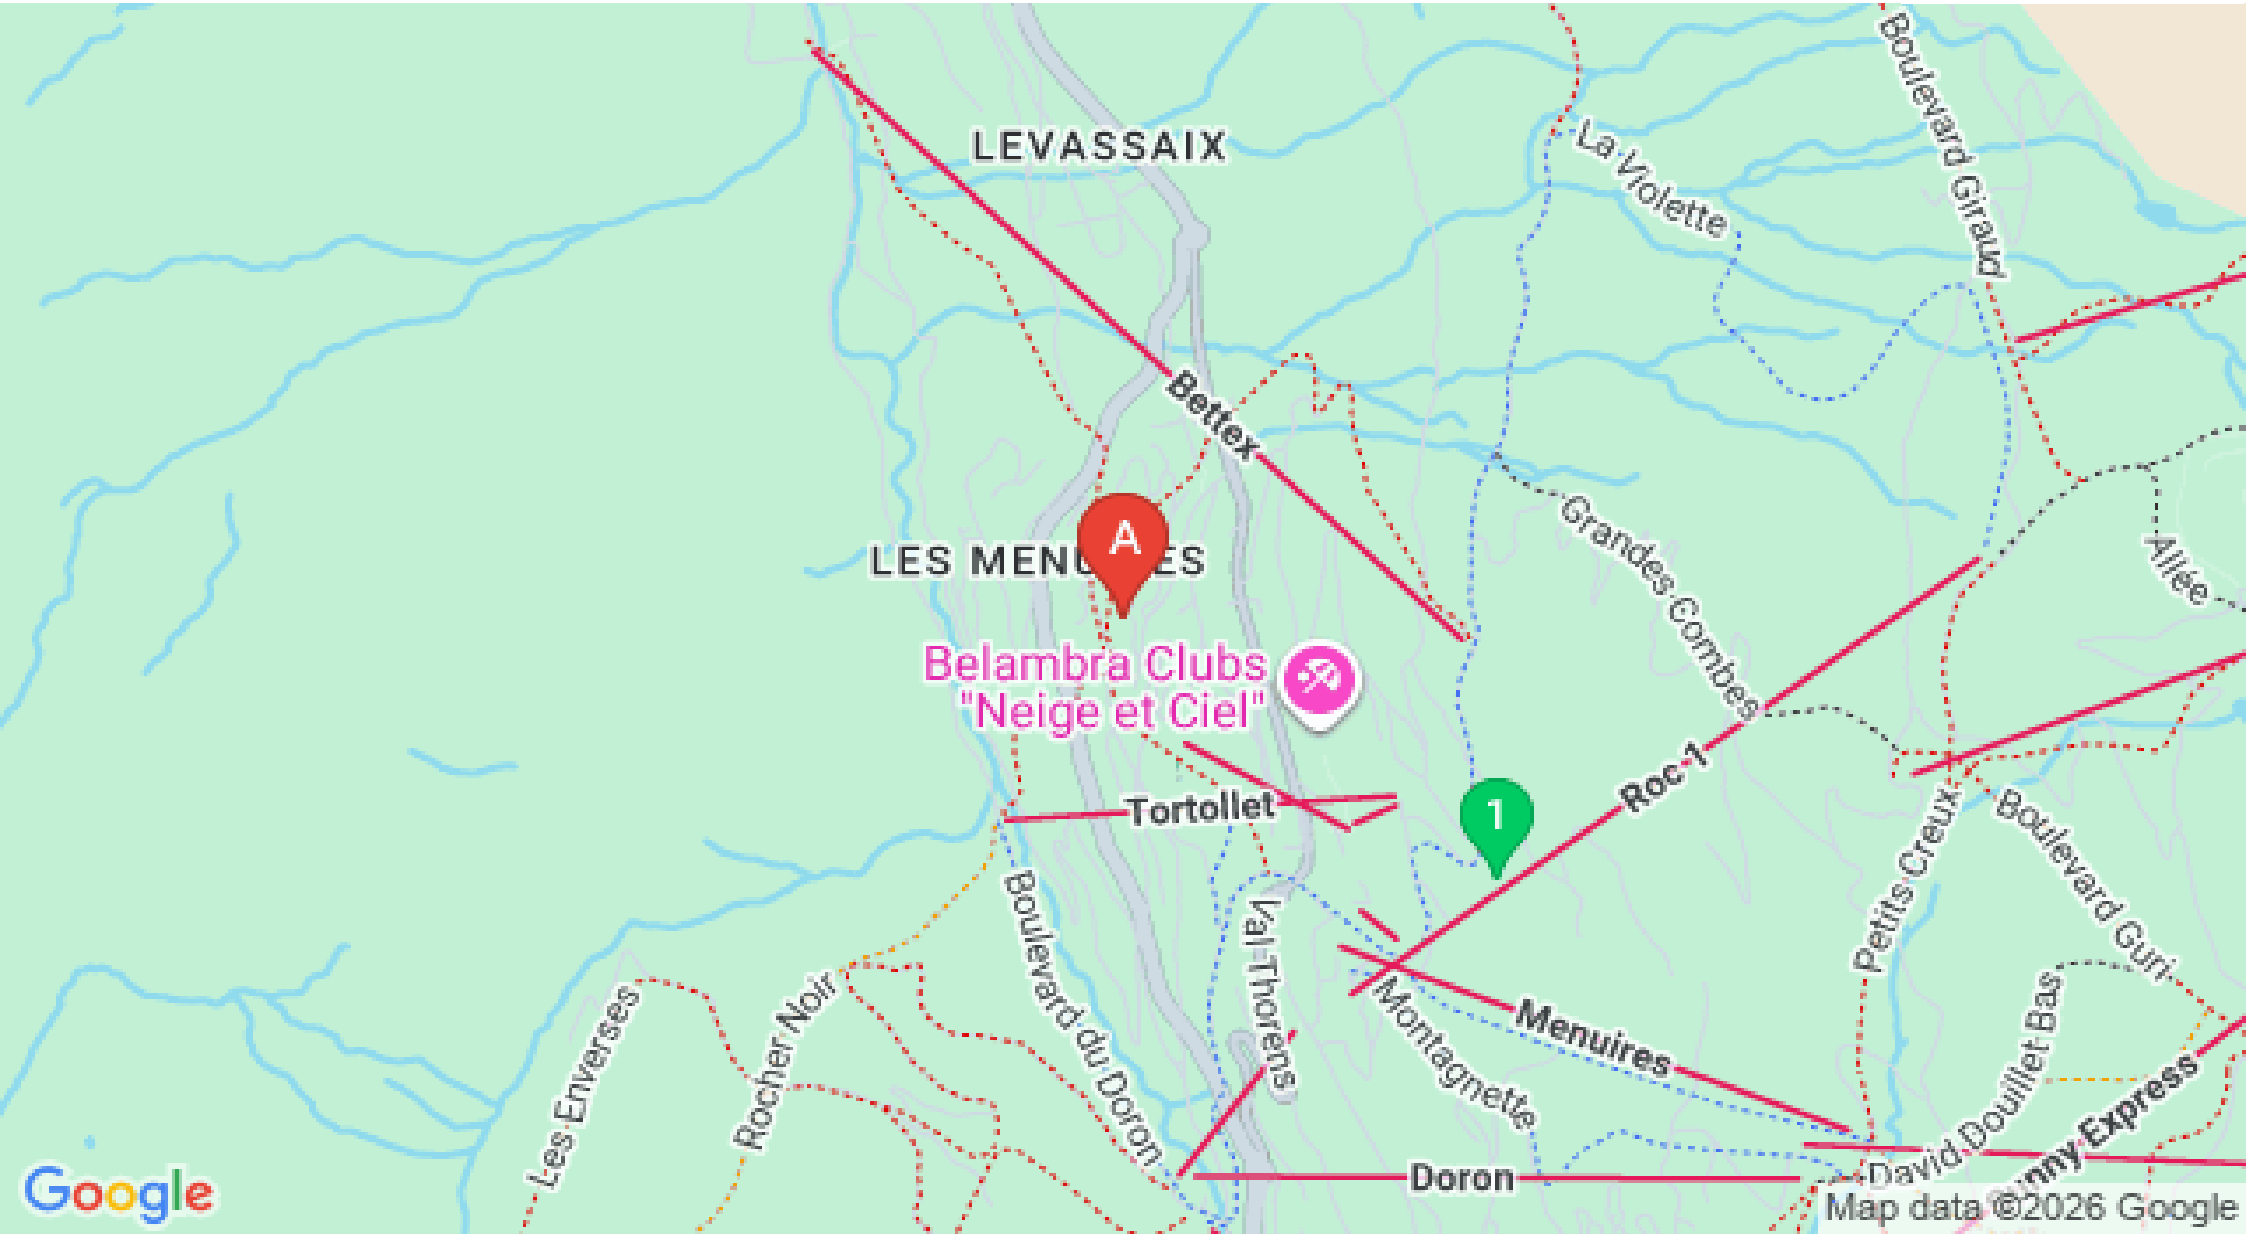 Boulevard Giraud
LEVASSAIX
La Violette
Bettex
Grandes Combes
Allée
A
LES MEN ES
Belambra Clubs
"Neige et Ciel"
Roc 1
1
Tortollet
Petits Creux
Boulevard Guri
Boulevard du Doron
Val Thorens
Rocher Noir
Les Enverses
Montagnette
Menuires
David Douillet Bas
nny Express
Doron
Google
Map data ©2026 Google